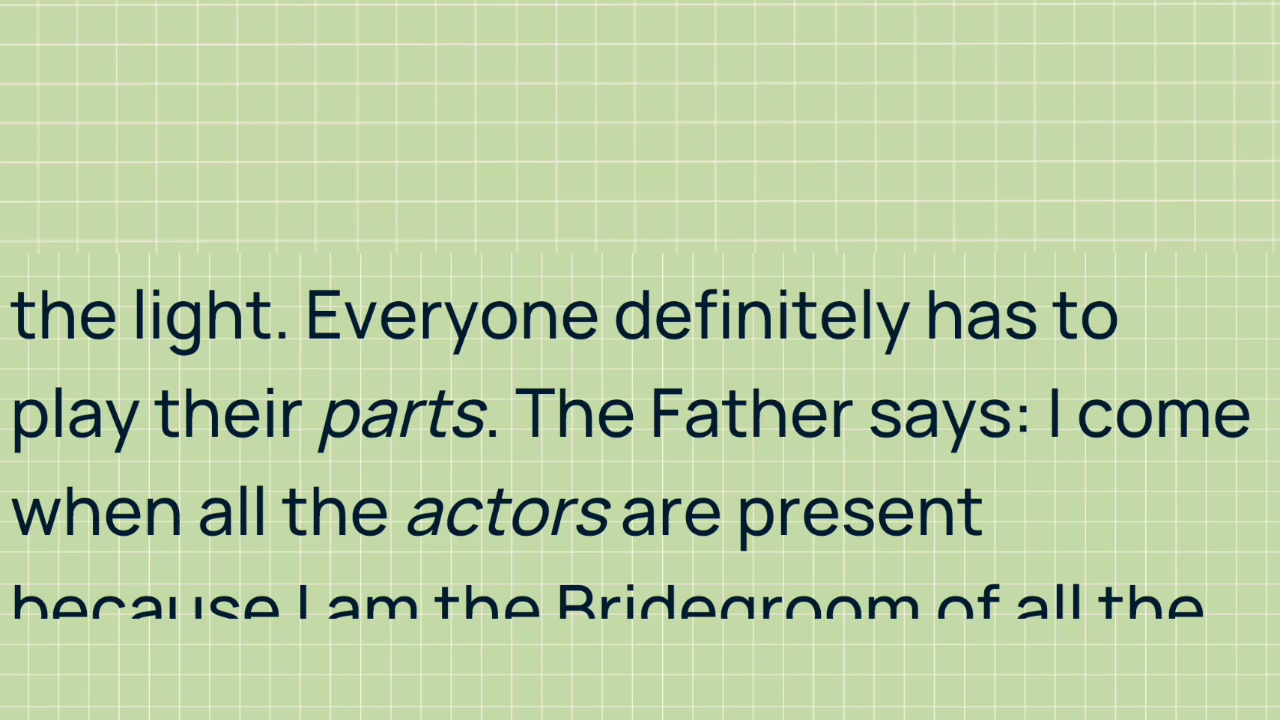 the light. Everyone definitely has to
play their parts. The Father says: I come
when all the actors are present
because I am the Bridegroom of all the